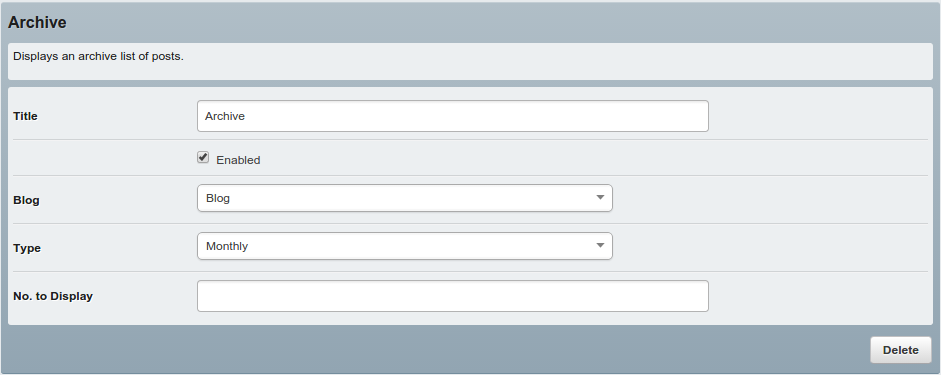 Archive
Displays an archive list of posts.
Title
Archive
Enabled
Blog
Blog
Type
Monthly
No. to Display
Delete